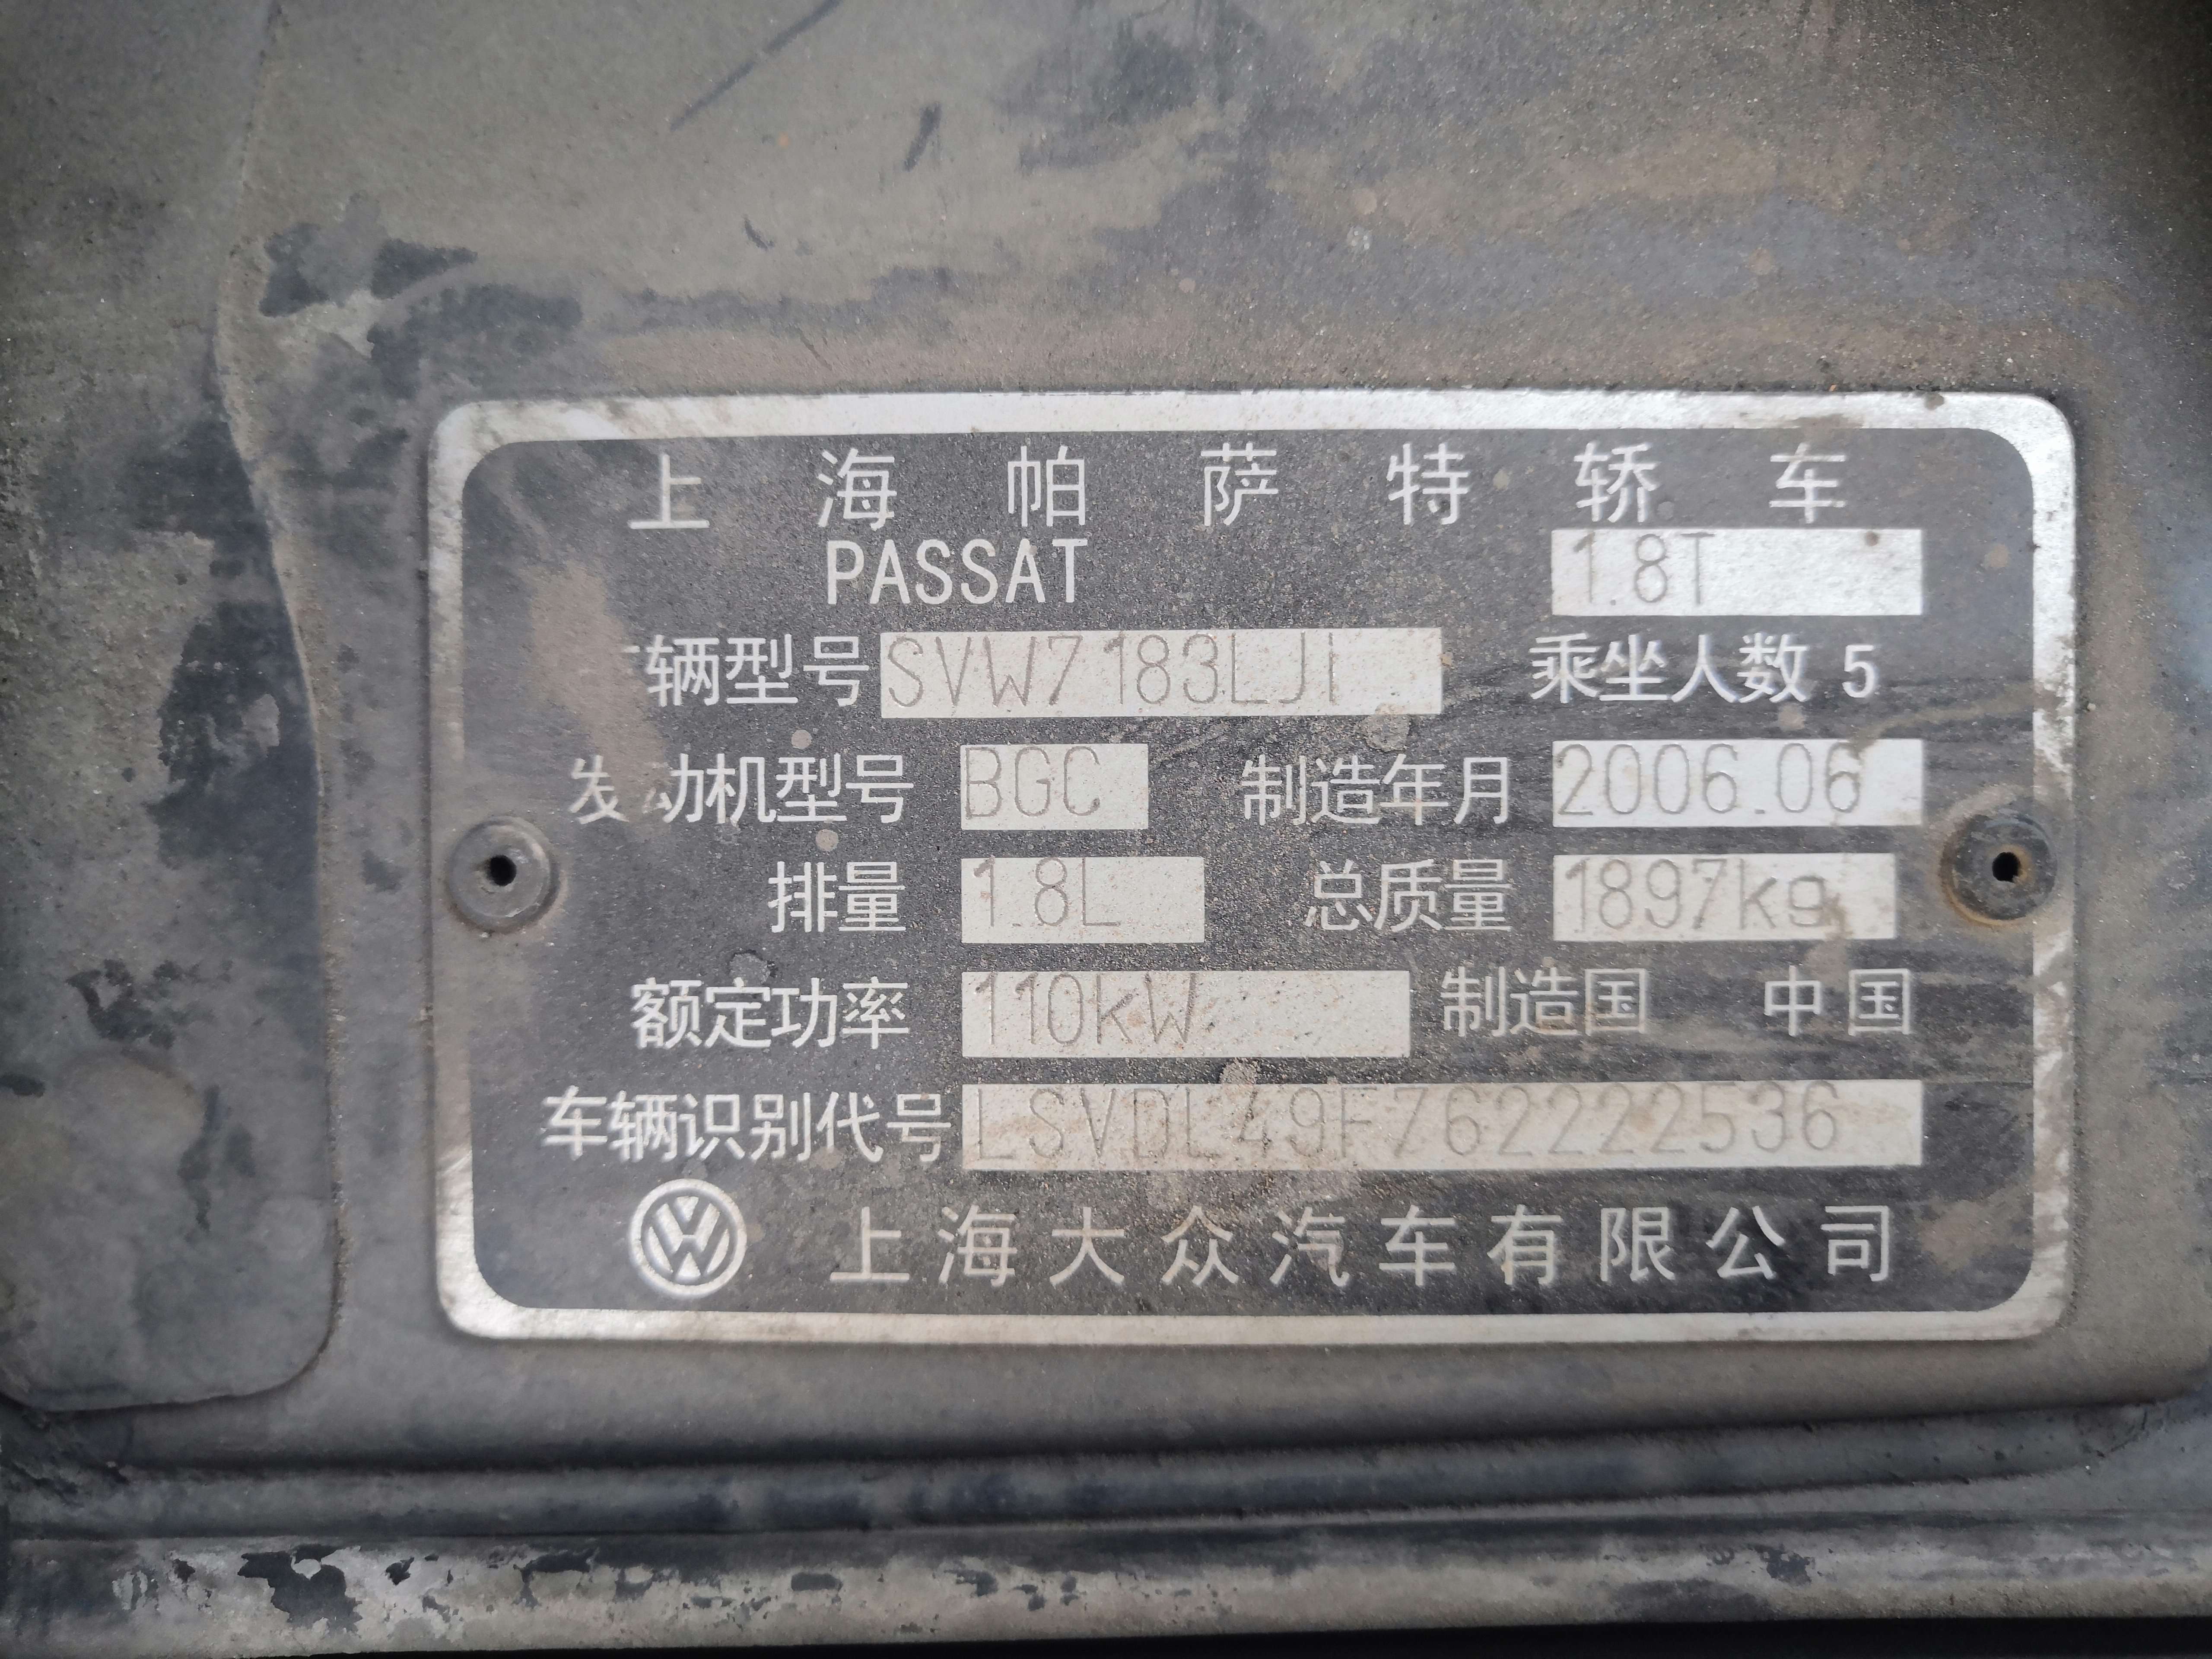 上海帕萨特轿车
PASSAT 1.8T
辆型号 SVW7183LJI 乘坐人数 5
发动机型号 BGC 制造年月 2006.06
排量 1.8L 总质量 1897kg
额定功率 110kW 制造国 中国
车辆识别代号 LSVDL49F762222536
上海大众汽车有限公司